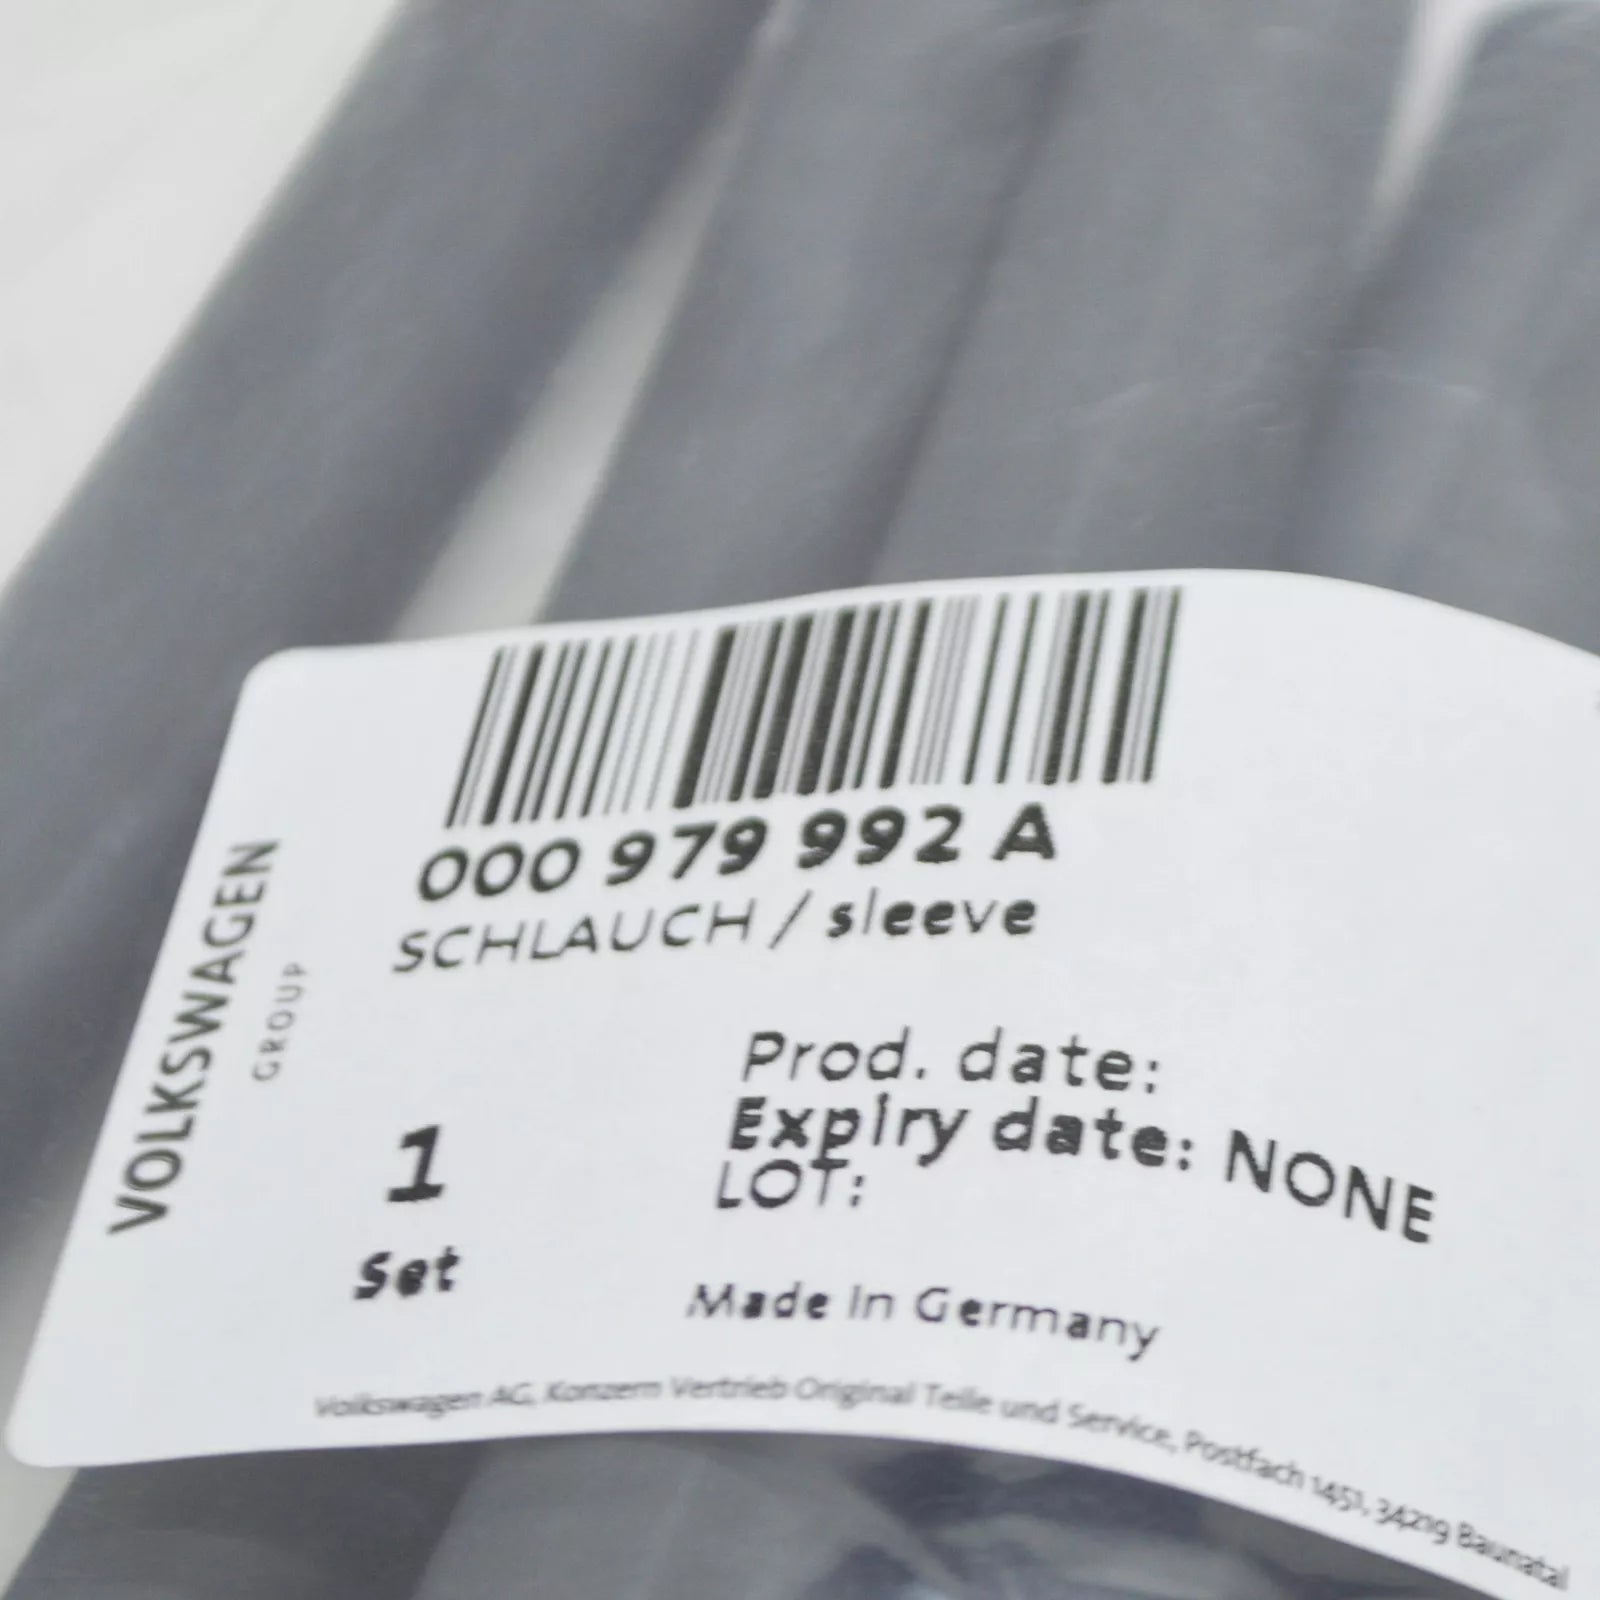 VOLKSWAGEN
GROUP
000 979 992 A
SCHLAUCH / sleeve
Prod. date:
Expiry date: NONE
LOT:
1
Set
Made In Germany
Volkswagen AG, Konzern Vertrieb Original Teile und Service, Postfach 1451, 34219 Baunatal